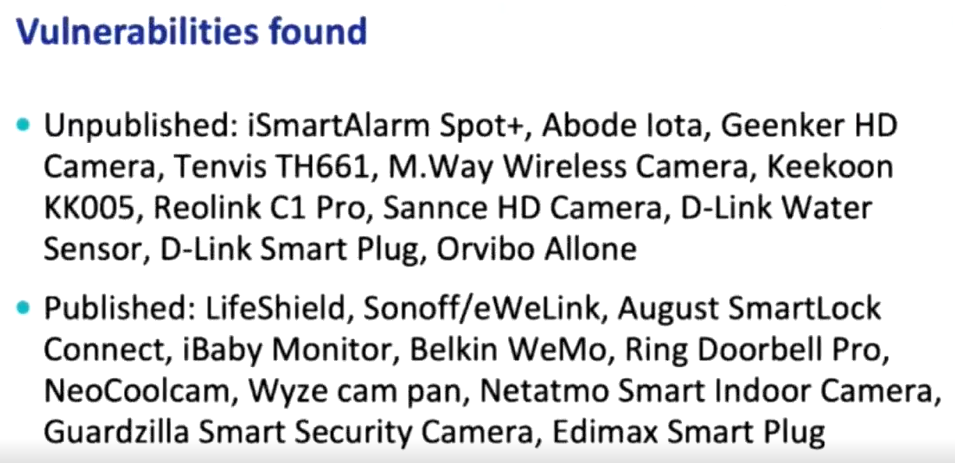 Vulnerabilities found
• Unpublished: iSmartAlarm Spot+, Abode Iota, Geenker HD
Camera, Tenvis TH661, M.Way Wireless Camera, Keekoon
KK005, Reolink C1 Pro, Sannce HD Camera, D-Link Water
Sensor, D-Link Smart Plug, Orvibo Allone
• Published: LifeShield, Sonoff/eWeLink, August SmartLock
Connect, iBaby Monitor, Belkin WeMo, Ring Doorbell Pro,
NeoCoolcam, Wyze cam pan, Netatmo Smart Indoor Camera,
Guardzilla Smart Security Camera, Edimax Smart Plug